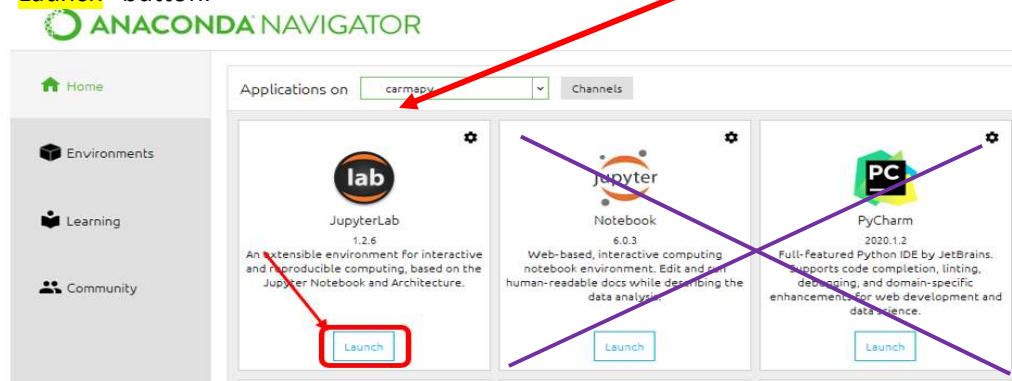 Launch" button.
ANACONDA NAVIGATOR
Home
Applications on carmapy Channels
Environments
Learning
Community
lab
JupyterLab
1.2.6
An extensible environment for interactive
and reproducible computing, based on the
Jupyter Notebook and Architecture.
Launch
jupyter
Notebook
6.0.3
Web-based, interactive computing
notebook environment. Edit and run
human-readable docs while describing the
data analysis.
Launch
PC
PyCharm
2020.1.2
Full-featured Python IDE by JetBrains.
Supports code completion, linting,
debugging, and domain-specific
enhancements for web development and
data science.
Launch